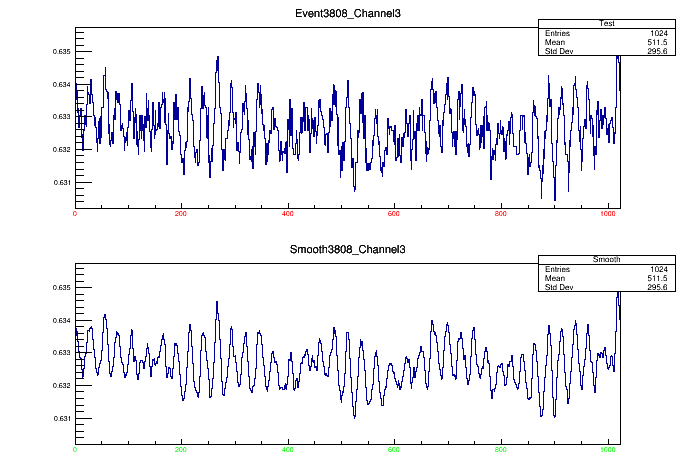 Event3808_Channel3
Test
Entries 1024
Mean 511.5
Std Dev 295.6
0.635
0.634
0.633
0.632
0.631
0 200 400 600 800 1000
Smooth3808_Channel3
Smooth
Entries 1024
Mean 511.5
Std Dev 295.6
0.635
0.634
0.633
0.632
0.631
0 200 400 600 800 1000